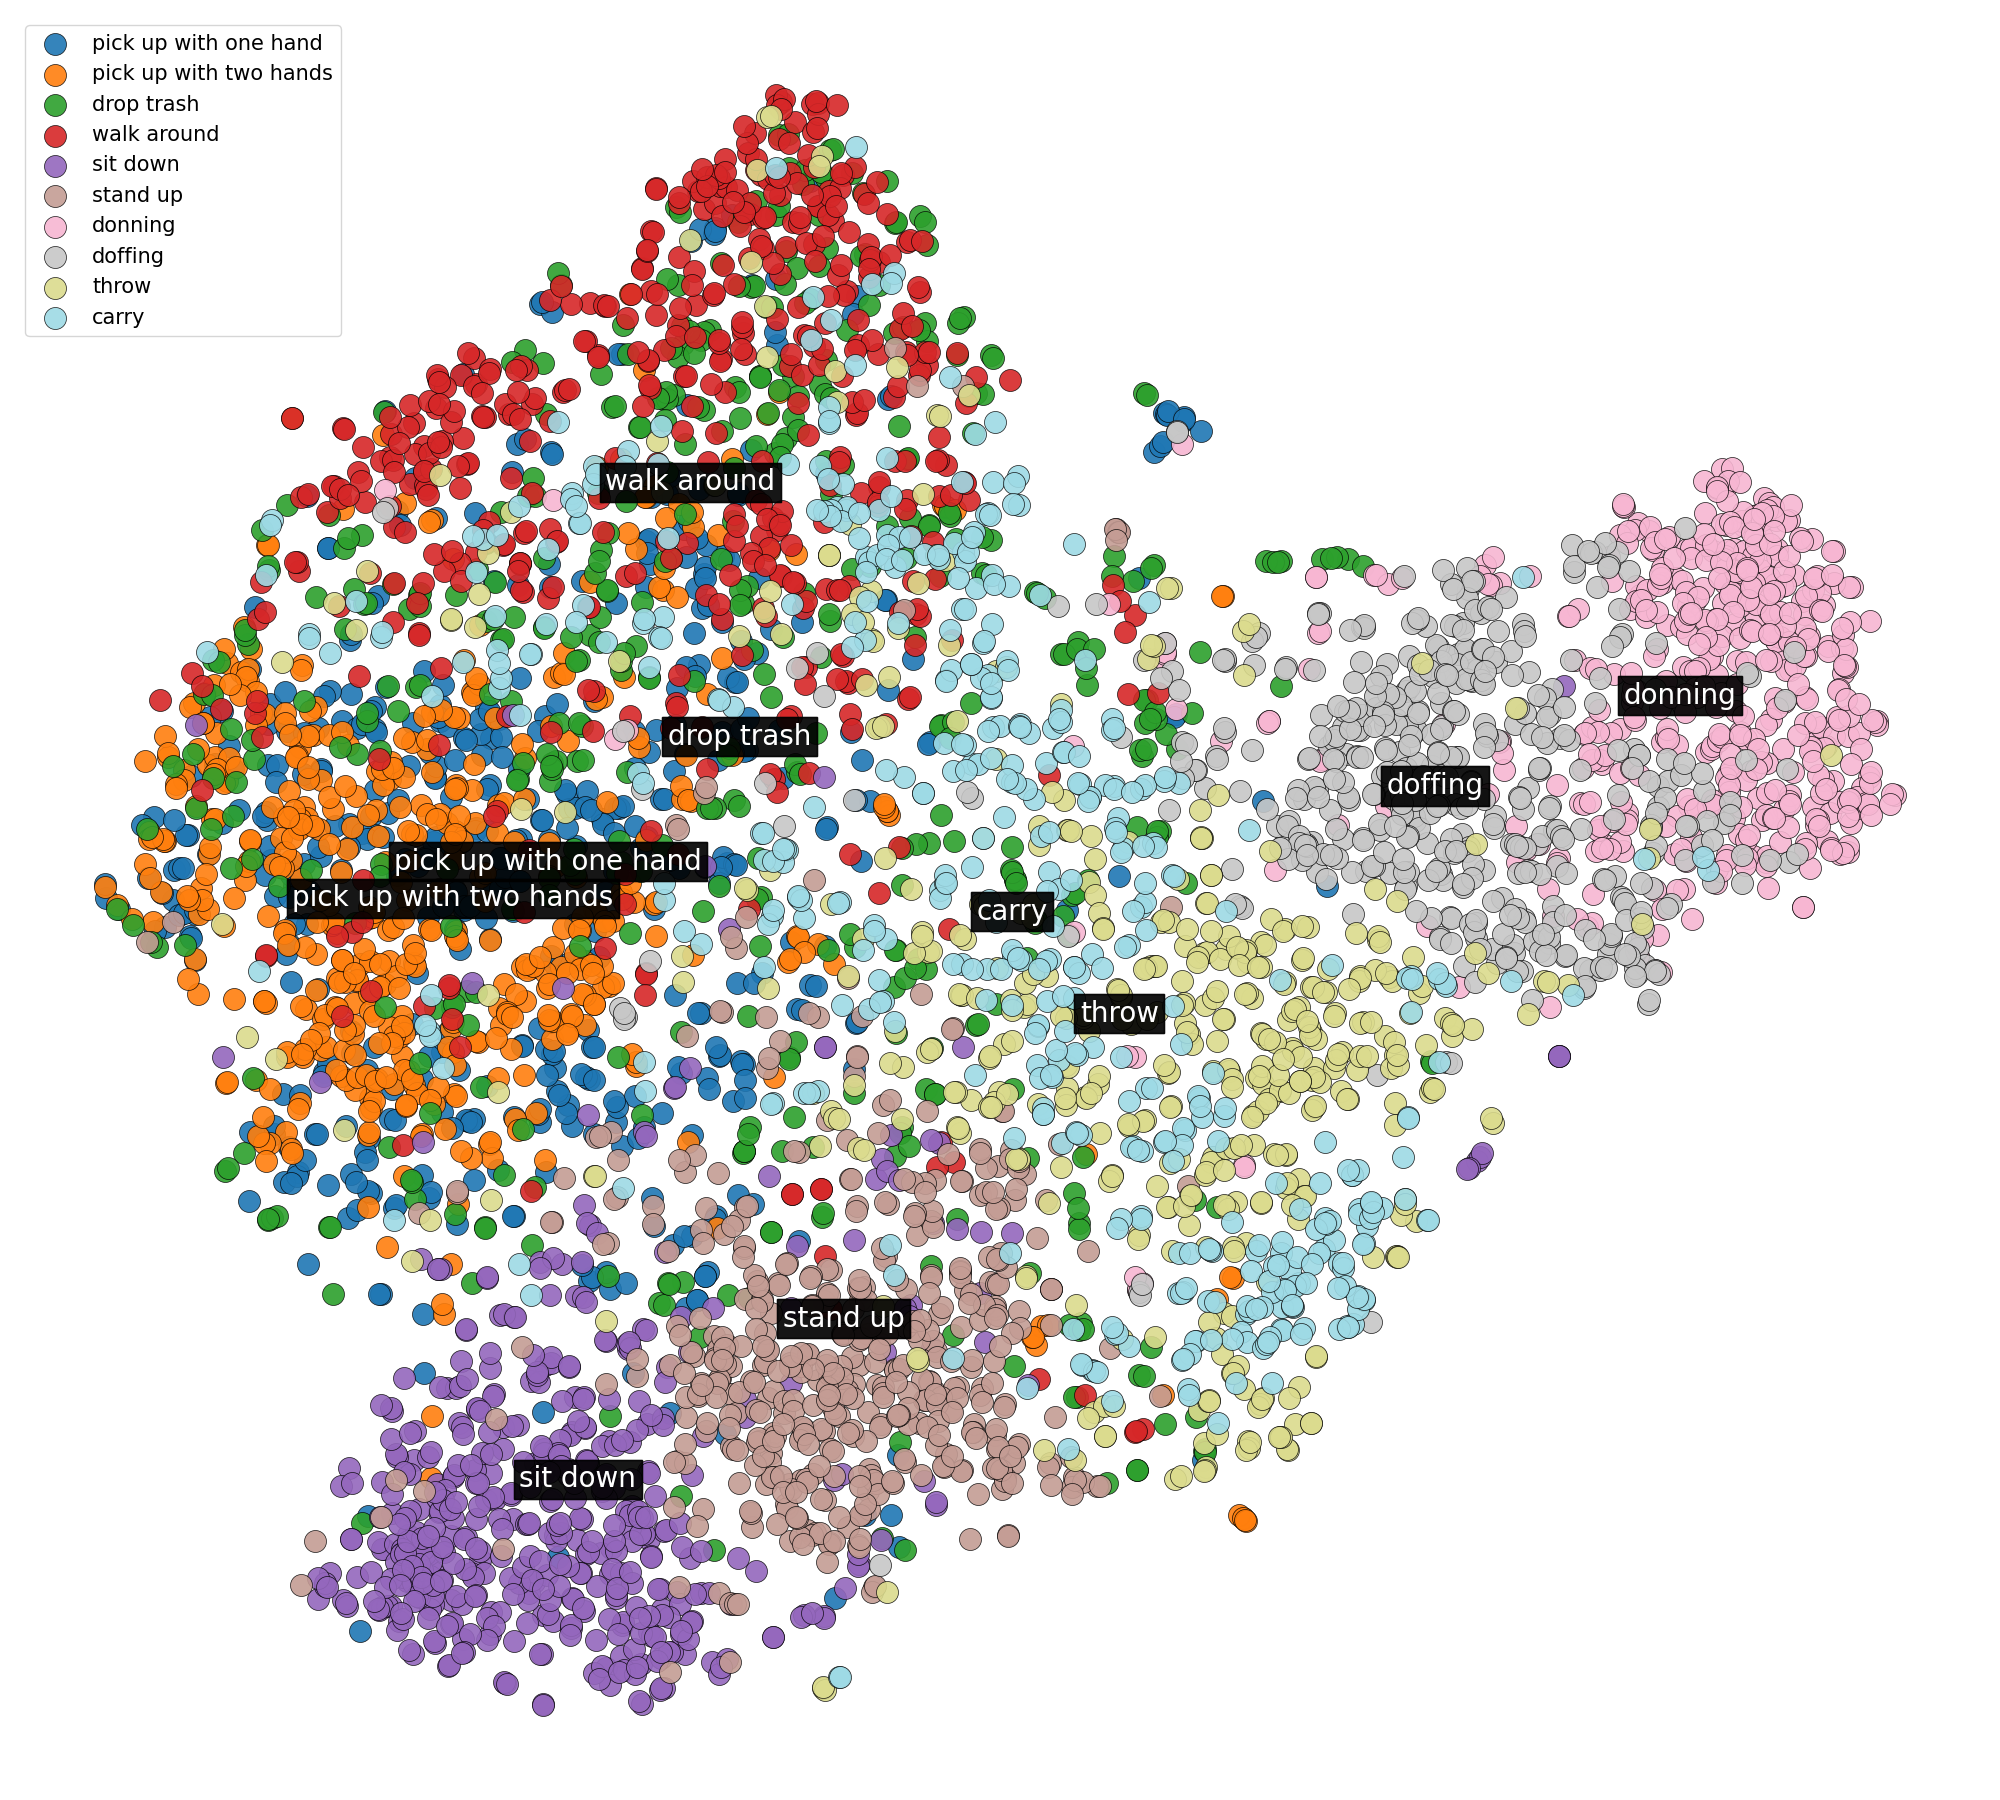 pick up with one hand
pick up with two hands
drop trash
walk around
sit down
stand up
donning
doffing
throw
carry
walk around
donning
drop trash
doffing
pick up with one hand
pick up with two hands
carry
throw
stand up
sit down